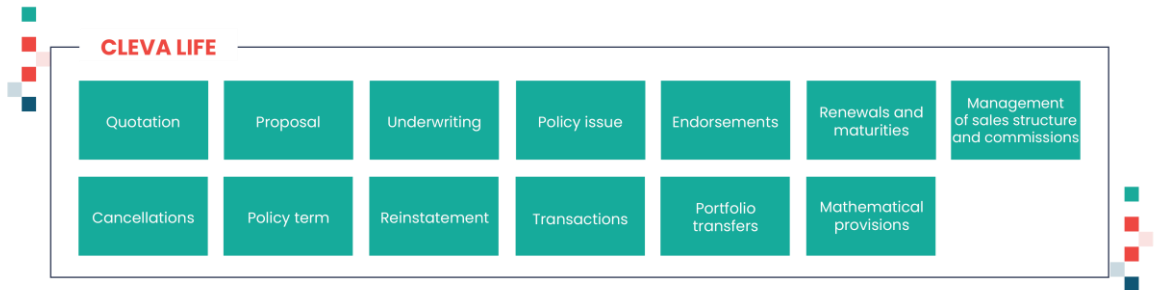 CLEVA LIFE
Quotation
Proposal
Underwriting
Policy issue
Endorsements
Renewals and
maturities
Management
of sales structure
and commissions
Cancellations
Policy term
Reinstatement
Transactions
Portfolio
transfers
Mathematical
provisions